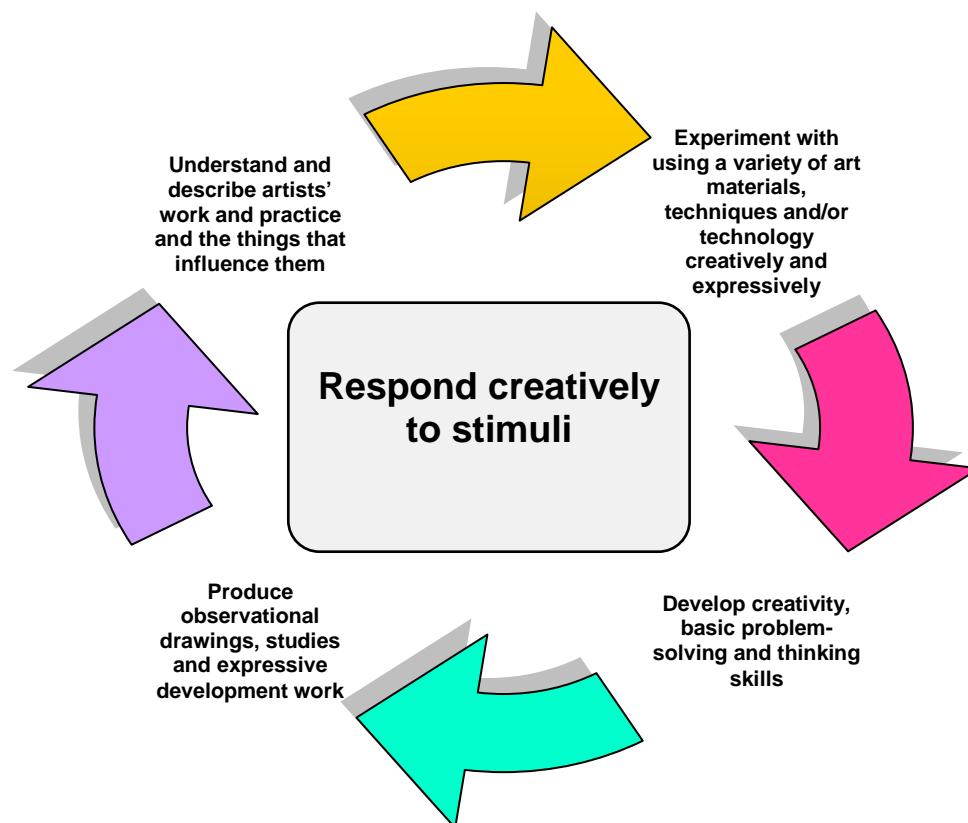 Understand and
describe artists’
work and practice
and the things that
influence them
Experiment with
using a variety of art
materials,
techniques and/or
technology
creatively and
expressively
Respond creatively
to stimuli
Produce
observational
drawings, studies
and expressive
development work
Develop creativity,
basic problem-
solving and thinking
skills